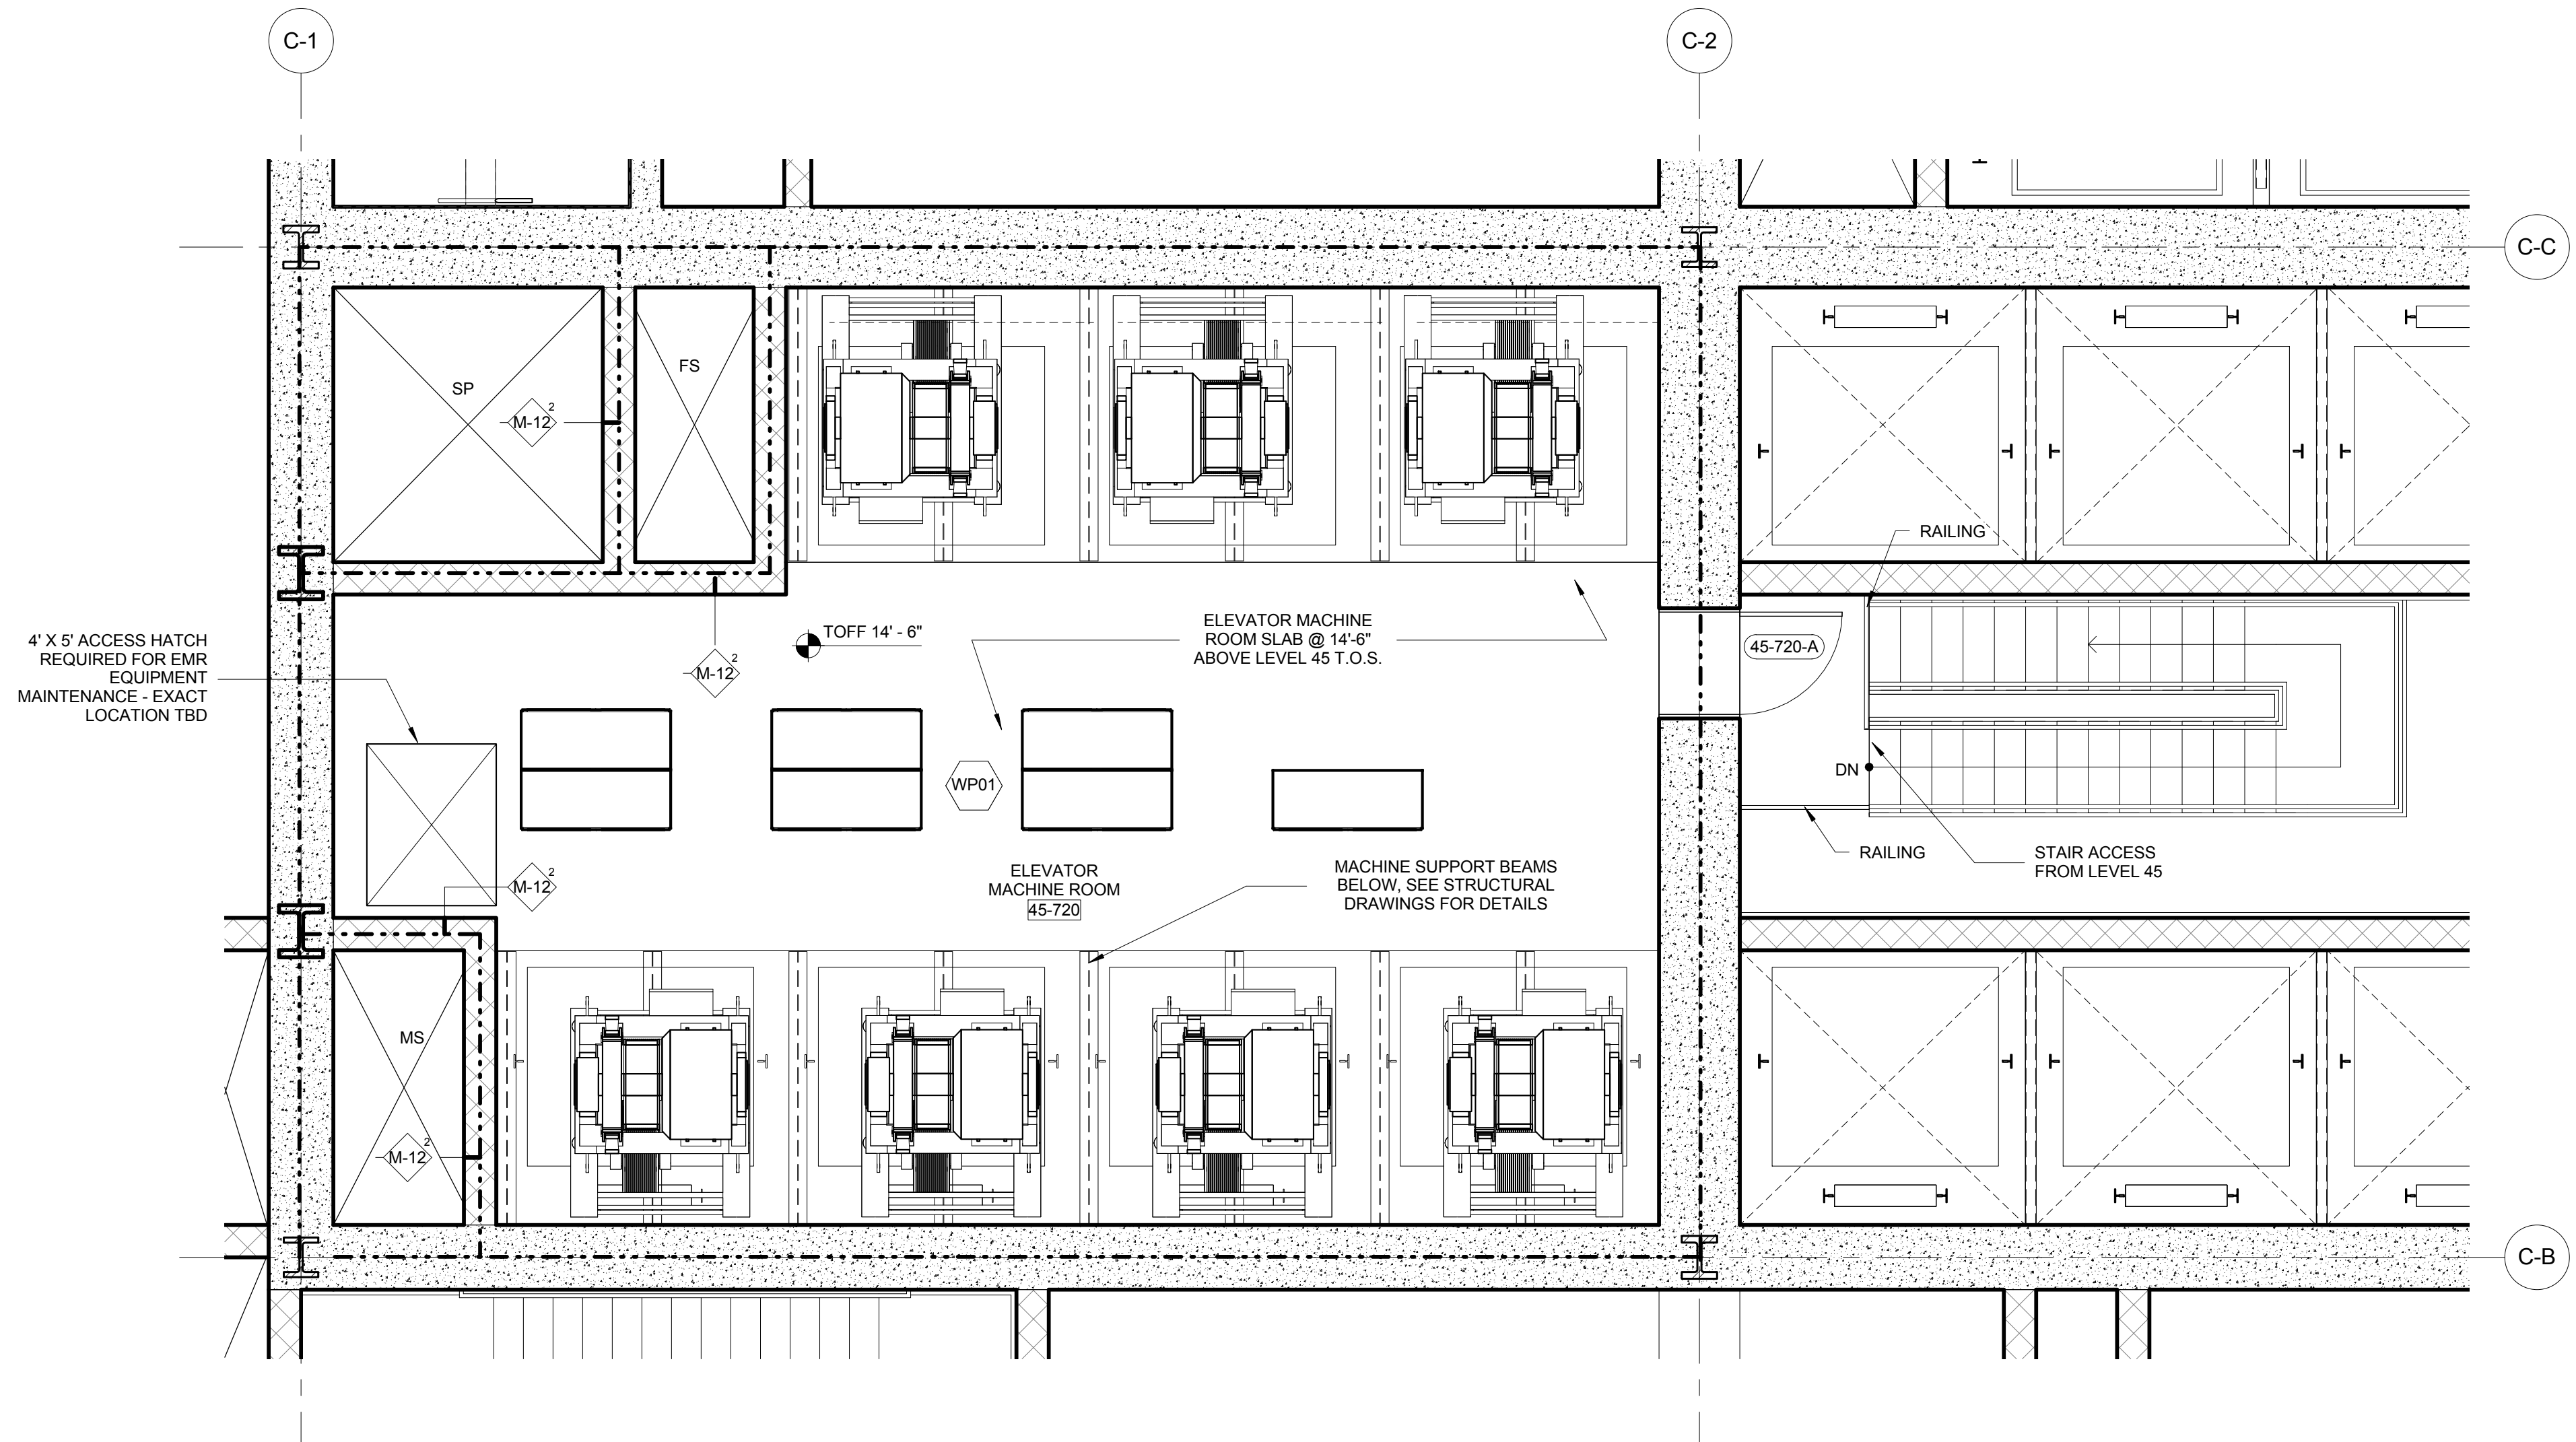 C-1
C-2
C-C
SP
FS
M-12
2
RAILING
4' X 5' ACCESS HATCH
REQUIRED FOR EMR
EQUIPMENT
MAINTENANCE - EXACT
LOCATION TBD
TOFF 14' - 6"
M-12
2
ELEVATOR MACHINE
ROOM SLAB @ 14'-6"
ABOVE LEVEL 45 T.O.S.
45-720-A
WP01
DN
M-12
2
ELEVATOR
MACHINE ROOM
45-720
MACHINE SUPPORT BEAMS
BELOW, SEE STRUCTURAL
DRAWINGS FOR DETAILS
RAILING
STAIR ACCESS
FROM LEVEL 45
MS
M-12
2
C-B